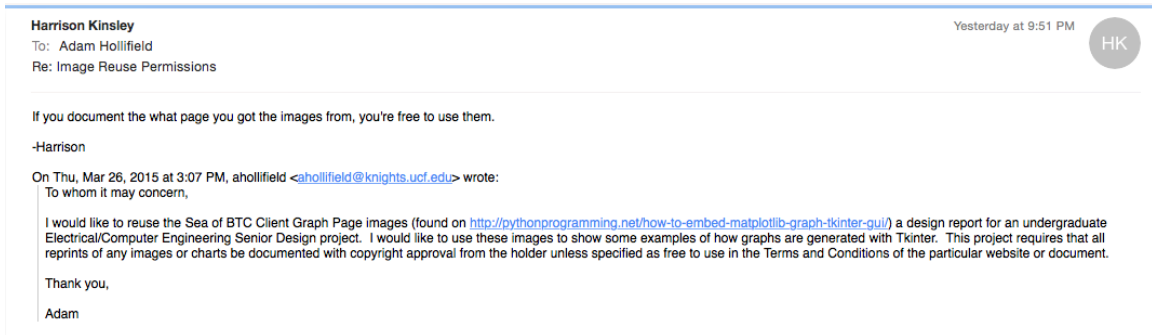 Harrison Kinsley
Yesterday at 9:51 PM
HK
To: Adam Hollifield
Re: Image Reuse Permissions
If you document the what page you got the images from, you're free to use them.
-Harrison
On Thu, Mar 26, 2015 at 3:07 PM, ahollifield <ahollifield@knights.ucf.edu> wrote:
To whom it may concern,
I would like to reuse the Sea of BTC Client Graph Page images (found on http://pythonprogramming.net/how-to-embed-matplotlib-graph-tkinter-gui/) a design report for an undergraduate
Electrical/Computer Engineering Senior Design project.  I would like to use these images to show some examples of how graphs are generated with Tkinter.  This project requires that all
reprints of any images or charts be documented with copyright approval from the holder unless specified as free to use in the Terms and Conditions of the particular website or document.
Thank you,
Adam